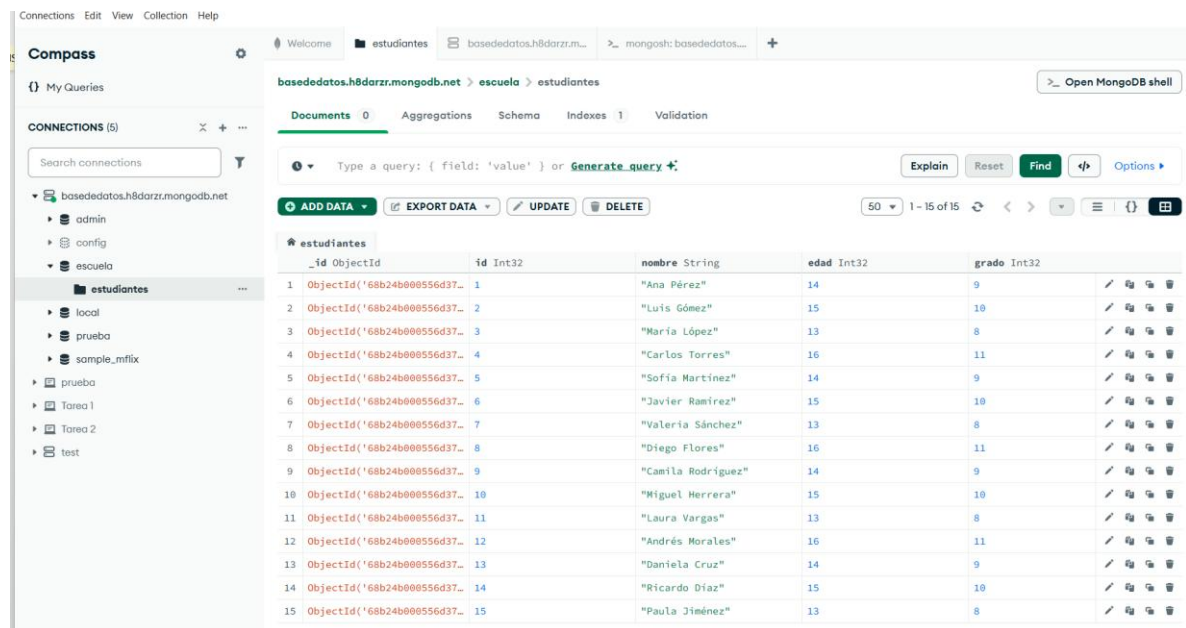 Connections Edit View Collection Help
Compass
{} My Queries
CONNECTIONS (5)
Search connections
basededatos.h8darzr.mongodb.net
admin
config
escuela
estudiantes
local
prueba
sample_mflix
prueba
Tarea 1
Tarea 2
test
Welcome estudiantes basededatos.h8darzr.m... >_ mongosh: basededatos.... +
basededatos.h8darzr.mongodb.net > escuela > estudiantes
>_ Open MongoDB shell
Documents 0 Aggregations Schema Indexes 1 Validation
Type a query: { field: 'value' } or Generate query
Explain Reset Find </> Options
ADD DATA EXPORT DATA UPDATE DELETE
50 1 – 15 of 15 {}
estudiantes
_id ObjectId id Int32 nombre String edad Int32 grado Int32
1 ObjectId('68b24b000556d37… 1 "Ana Pérez" 14 9
2 ObjectId('68b24b000556d37… 2 "Luis Gómez" 15 10
3 ObjectId('68b24b000556d37… 3 "María López" 13 8
4 ObjectId('68b24b000556d37… 4 "Carlos Torres" 16 11
5 ObjectId('68b24b000556d37… 5 "Sofía Martínez" 14 9
6 ObjectId('68b24b000556d37… 6 "Javier Ramírez" 15 10
7 ObjectId('68b24b000556d37… 7 "Valeria Sánchez" 13 8
8 ObjectId('68b24b000556d37… 8 "Diego Flores" 16 11
9 ObjectId('68b24b000556d37… 9 "Camila Rodríguez" 14 9
10 ObjectId('68b24b000556d37… 10 "Miguel Herrera" 15 10
11 ObjectId('68b24b000556d37… 11 "Laura Vargas" 13 8
12 ObjectId('68b24b000556d37… 12 "Andrés Morales" 16 11
13 ObjectId('68b24b000556d37… 13 "Daniela Cruz" 14 9
14 ObjectId('68b24b000556d37… 14 "Ricardo Díaz" 15 10
15 ObjectId('68b24b000556d37… 15 "Paula Jiménez" 13 8